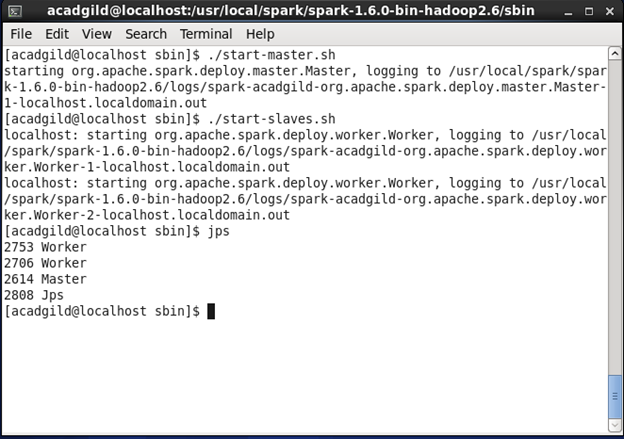 acadgild@localhost:/usr/local/spark/spark-1.6.0-bin-hadoop2.6/sbin
File Edit View Search Terminal Help
[acadgild@localhost sbin]$ ./start-master.sh
starting org.apache.spark.deploy.master.Master, logging to /usr/local/spark/spar
k-1.6.0-bin-hadoop2.6/logs/spark-acadgild-org.apache.spark.deploy.master.Master-
1-localhost.localdomain.out
[acadgild@localhost sbin]$ ./start-slaves.sh
localhost: starting org.apache.spark.deploy.worker.Worker, logging to /usr/local
/spark/spark-1.6.0-bin-hadoop2.6/logs/spark-acadgild-org.apache.spark.deploy.wor
ker.Worker-1-localhost.localdomain.out
localhost: starting org.apache.spark.deploy.worker.Worker, logging to /usr/local
/spark/spark-1.6.0-bin-hadoop2.6/logs/spark-acadgild-org.apache.spark.deploy.wor
ker.Worker-2-localhost.localdomain.out
[acadgild@localhost sbin]$ jps
2753 Worker
2706 Worker
2614 Master
2808 Jps
[acadgild@localhost sbin]$